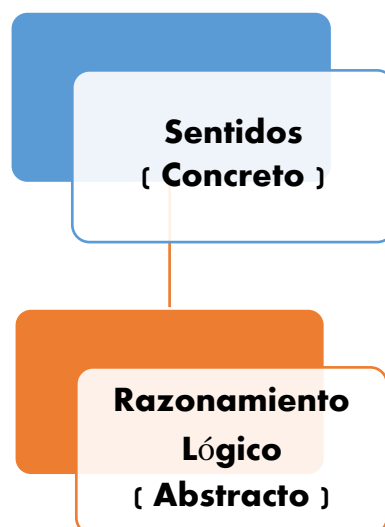 Sentidos
( Concreto )
Razonamiento
Lógico
( Abstracto )